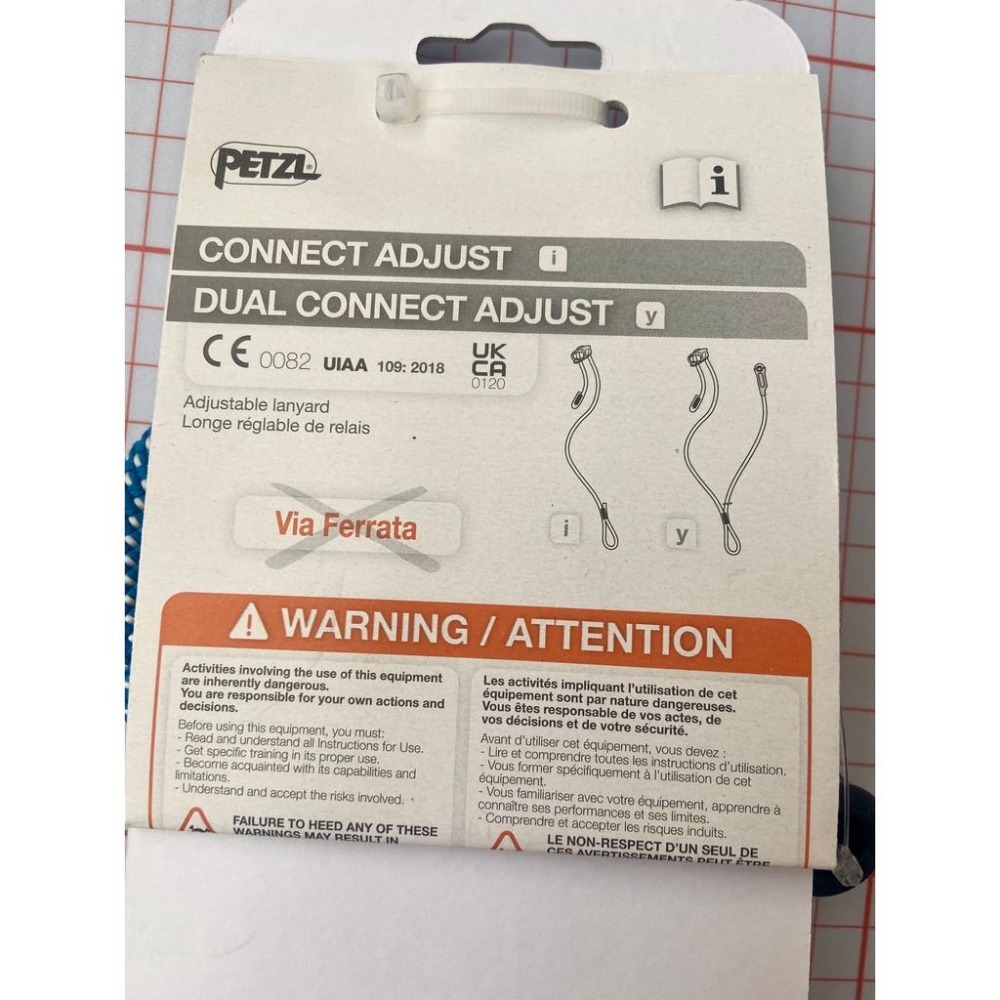 PETZL
i
CONNECT ADJUST i
DUAL CONNECT ADJUST y
CE 0082 UIAA 109: 2018
UK
CA
0120
Adjustable lanyard
Longe réglable de relais
Via Ferrata
i
y
WARNING / ATTENTION
Activities involving the use of this equipment
are inherently dangerous.
You are responsible for your own actions and
decisions.
Before using this equipment, you must:
- Read and understand all Instructions for Use.
- Get specific training in its proper use.
- Become acquainted with its capabilities and
limitations.
- Understand and accept the risks involved.
FAILURE TO HEED ANY OF THESE
WARNINGS MAY RESULT IN
Les activités impliquant l'utilisation de cet
équipement sont par nature dangereuses.
Vous êtes responsable de vos actes, de
vos décisions et de votre sécurité.
Avant d'utiliser cet équipement, vous devez :
- Lire et comprendre toutes les instructions d'utilisation.
- Vous former spécifiquement à l'utilisation de cet
équipement.
- Vous familiariser avec votre équipement, apprendre à
connaître ses performances et ses limites.
- Comprendre et accepter les risques induits.
LE NON-RESPECT D'UN SEUL DE
CES AVERTISSEMENTS PEUT ÊTRE